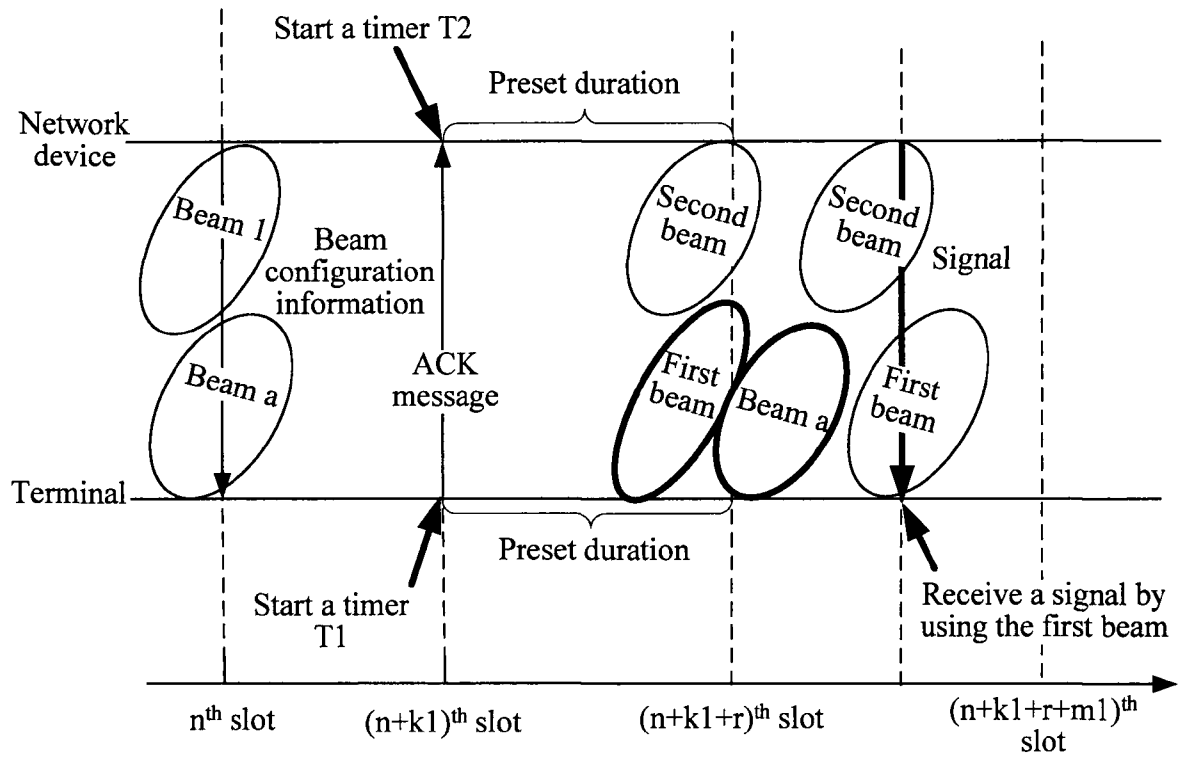 Start a timer T2
Preset duration
Network
device
Beam 1
Beam
configuration
information
Second
beam
Second
beam
Signal
Beam a
ACK
message
First
beam
Beam a
First
beam
Terminal
Preset duration
Start a timer
T1
Receive a signal by
using the first beam
nth slot
(n+k1)th slot
(n+k1+r)th slot
(n+k1+r+m1)th
slot